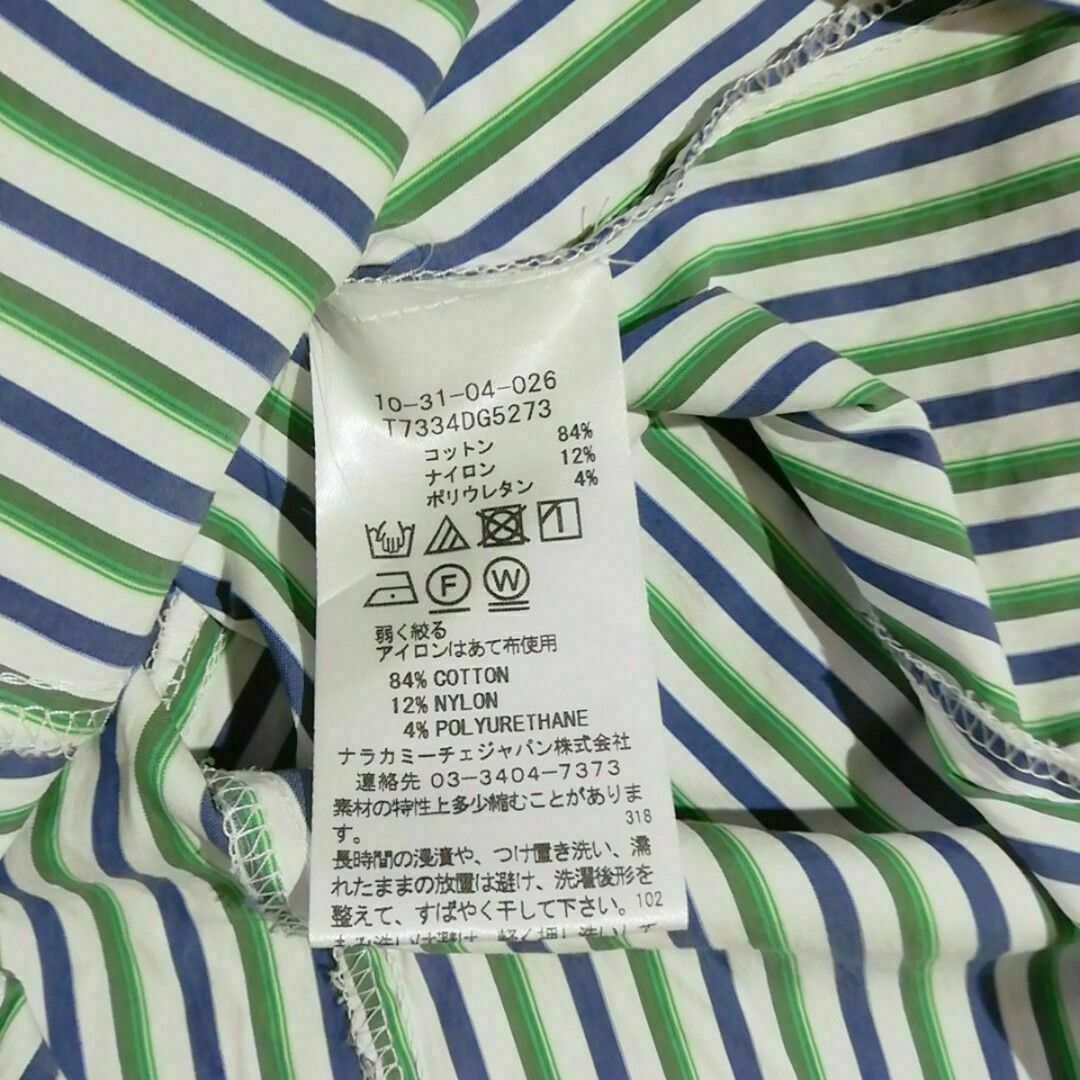 10-31-04-026
T7334DG5273
コットン 84%
ナイロン 12%
ポリウレタン 4%
F W
弱く絞る
アイロンはあて布使用
84% COTTON
12% NYLON
4% POLYURETHANE
ナラカミーチェジャパン株式会社
連絡先 03-3404-7373
素材の特性上多少縮むことがありま
す。 318
長時間の浸漬や、つけ置き洗い、濡
れたままの放置は避け、洗濯後形を
整えて、すばやく干して下さい。 102